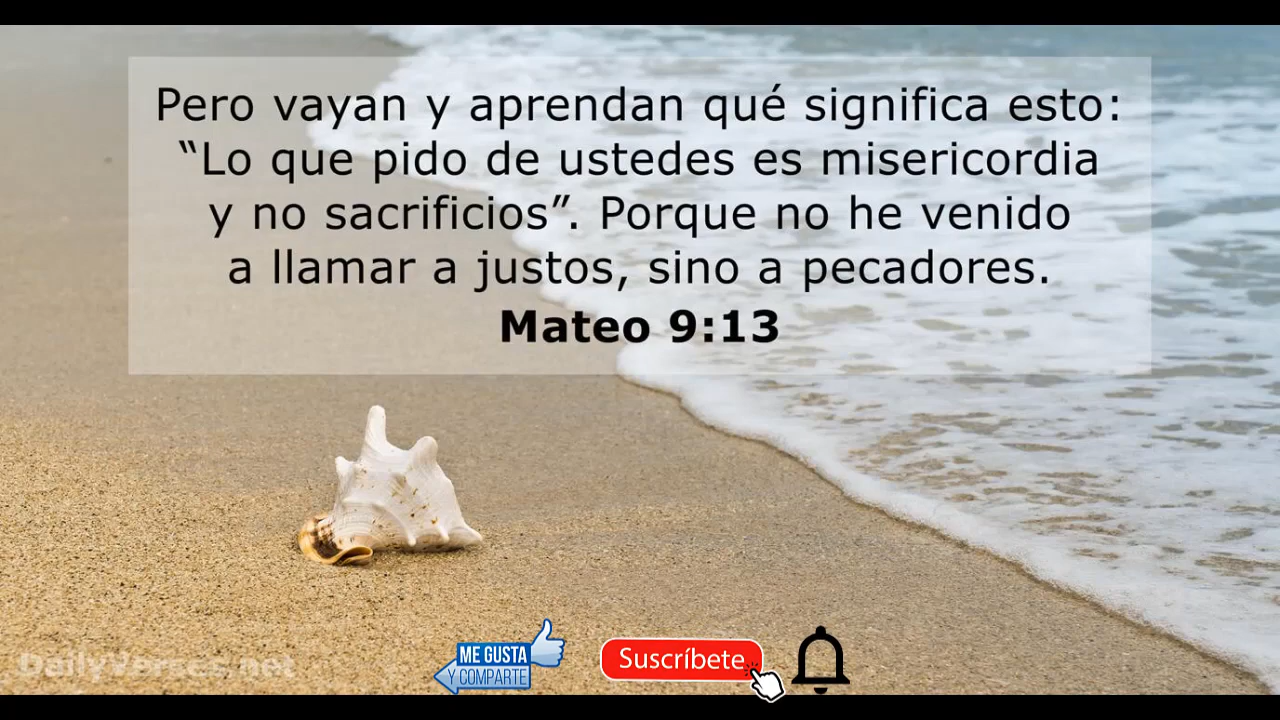 Pero vayan y aprendan qué significa esto:
“Lo que pido de ustedes es misericordia
y no sacrificios”. Porque no he venido
a llamar a justos, sino a pecadores.
Mateo 9:13
DailyVerses.net
ME GUSTA
Y COMPARTE
Suscríbete